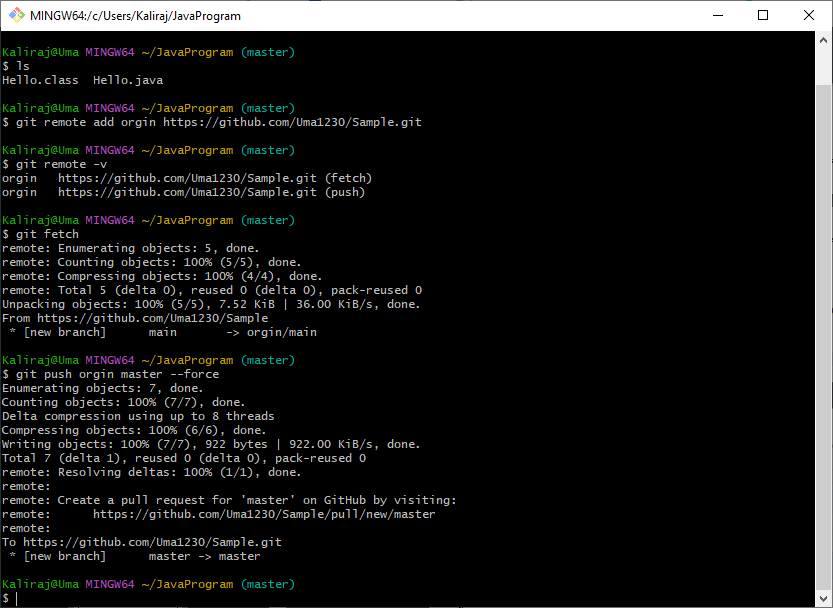 MINGW64:/c/Users/Kaliraj/JavaProgram
Kaliraj@Uma MINGW64 ~/JavaProgram (master)
$ ls
Hello.class  Hello.java
Kaliraj@Uma MINGW64 ~/JavaProgram (master)
$ git remote add orgin https://github.com/Uma1230/Sample.git
Kaliraj@Uma MINGW64 ~/JavaProgram (master)
$ git remote -v
orgin   https://github.com/Uma1230/Sample.git (fetch)
orgin   https://github.com/Uma1230/Sample.git (push)
Kaliraj@Uma MINGW64 ~/JavaProgram (master)
$ git fetch
remote: Enumerating objects: 5, done.
remote: Counting objects: 100% (5/5), done.
remote: Compressing objects: 100% (4/4), done.
remote: Total 5 (delta 0), reused 0 (delta 0), pack-reused 0
Unpacking objects: 100% (5/5), 7.52 KiB | 36.00 KiB/s, done.
From https://github.com/Uma1230/Sample
 * [new branch]      main       -> orgin/main
Kaliraj@Uma MINGW64 ~/JavaProgram (master)
$ git push orgin master --force
Enumerating objects: 7, done.
Counting objects: 100% (7/7), done.
Delta compression using up to 8 threads
Compressing objects: 100% (6/6), done.
Writing objects: 100% (7/7), 922 bytes | 922.00 KiB/s, done.
Total 7 (delta 1), reused 0 (delta 0), pack-reused 0
remote: Resolving deltas: 100% (1/1), done.
remote:
remote: Create a pull request for 'master' on GitHub by visiting:
remote:      https://github.com/Uma1230/Sample/pull/new/master
remote:
To https://github.com/Uma1230/Sample.git
 * [new branch]      master -> master
Kaliraj@Uma MINGW64 ~/JavaProgram (master)
$